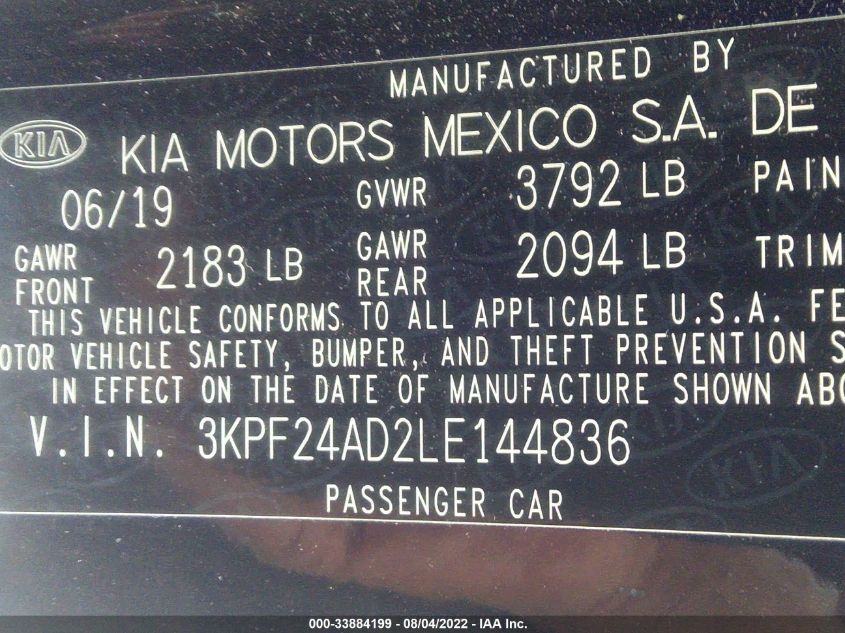 MANUFACTURED BY
KIA KIA MOTORS MEXICO S.A. DE
06/19 GVWR 3792 LB PAIN
GAWR FRONT 2183 LB GAWR REAR 2094 LB TRIM
THIS VEHICLE CONFORMS TO ALL APPLICABLE U.S.A. FE
OTOR VEHICLE SAFETY, BUMPER, AND THEFT PREVENTION S
IN EFFECT ON THE DATE OF MANUFACTURE SHOWN ABO
V.I.N. 3KPF24AD2LE144836
PASSENGER CAR
000-33884199 - 08/04/2022 - IAA Inc.